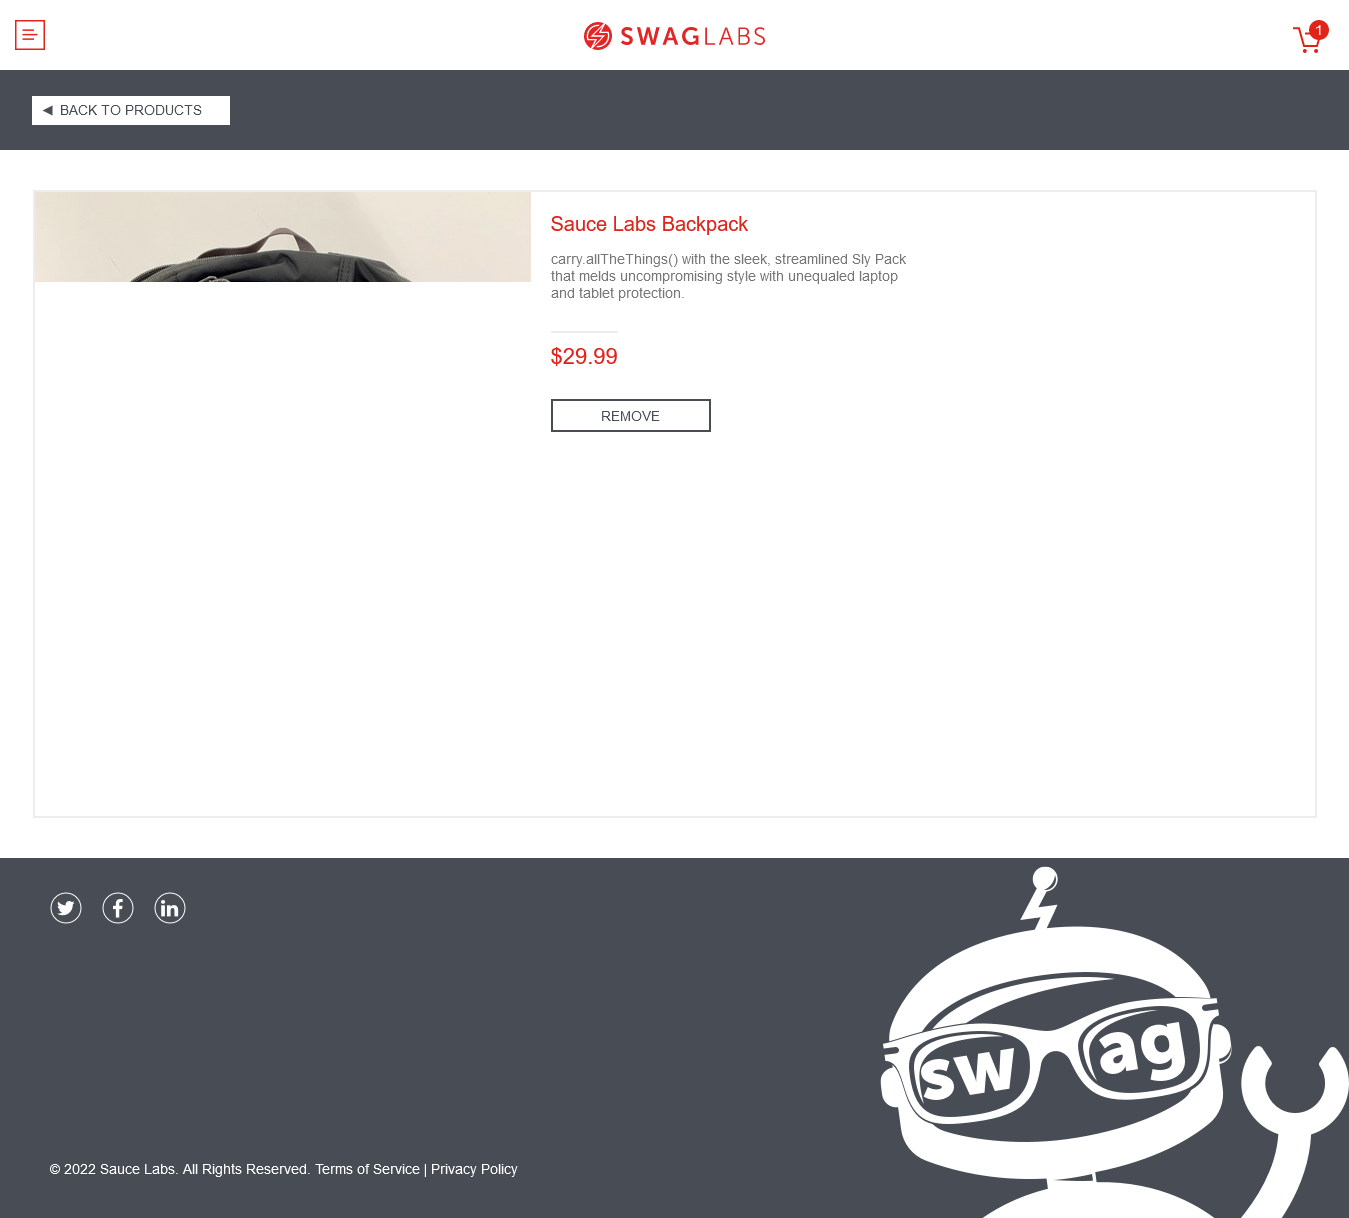 SWAGLABS
1
BACK TO PRODUCTS
Sauce Labs Backpack
carry.allTheThings() with the sleek, streamlined Sly Pack
that melds uncompromising style with unequaled laptop
and tablet protection.
$29.99
REMOVE
sw ag
© 2022 Sauce Labs. All Rights Reserved. Terms of Service | Privacy Policy